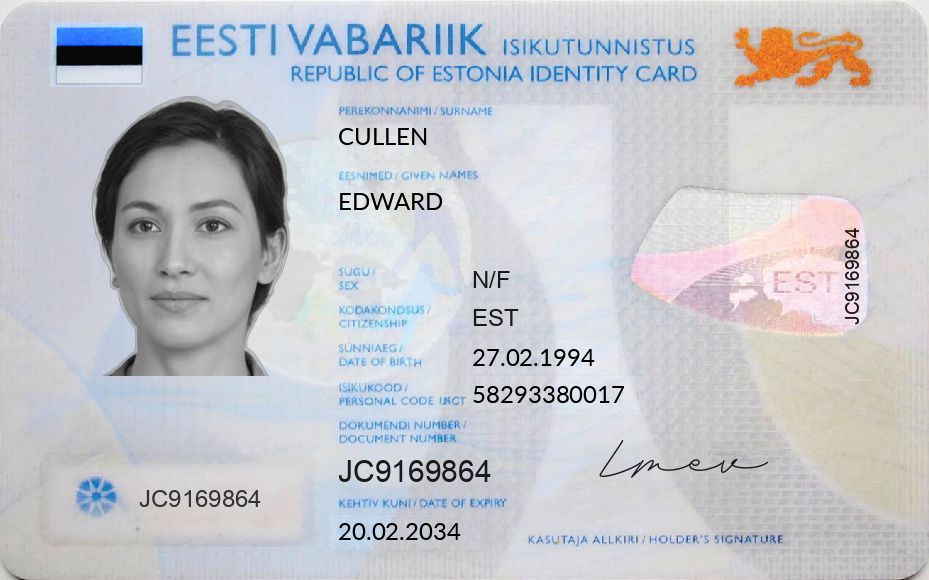 EESTI VABARIIK ISIKUTUNNISTUS
REPUBLIC OF ESTONIA IDENTITY CARD
PEREKONNANIMI / SURNAME
CULLEN
EESNIMED / GIVEN NAMES
EDWARD
SUGU /
SEX
N/F
KODAKONDSUS /
CITIZENSHIP
EST
SÜNNIAEG /
DATE OF BIRTH
27.02.1994
ISIKUKOOD /
PERSONAL CODE
58293380017
DOKUMENDI NUMBER /
DOCUMENT NUMBER
JC9169864
KEHTIV KUNI / DATE OF EXPIRY
20.02.2034
JC9169864
EST
JC9169864
KASUTAJA ALLKIRI / HOLDER'S SIGNATURE